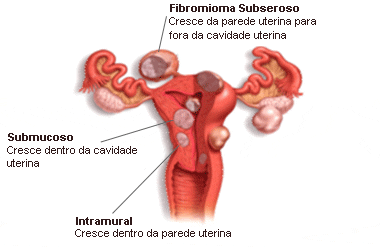 Fibromioma Subseroso
Cresce da parede uterina para
fora da cavidade uterina
Submucoso
Cresce dentro da cavidade
uterina
Intramural
Cresce dentro da parede uterina